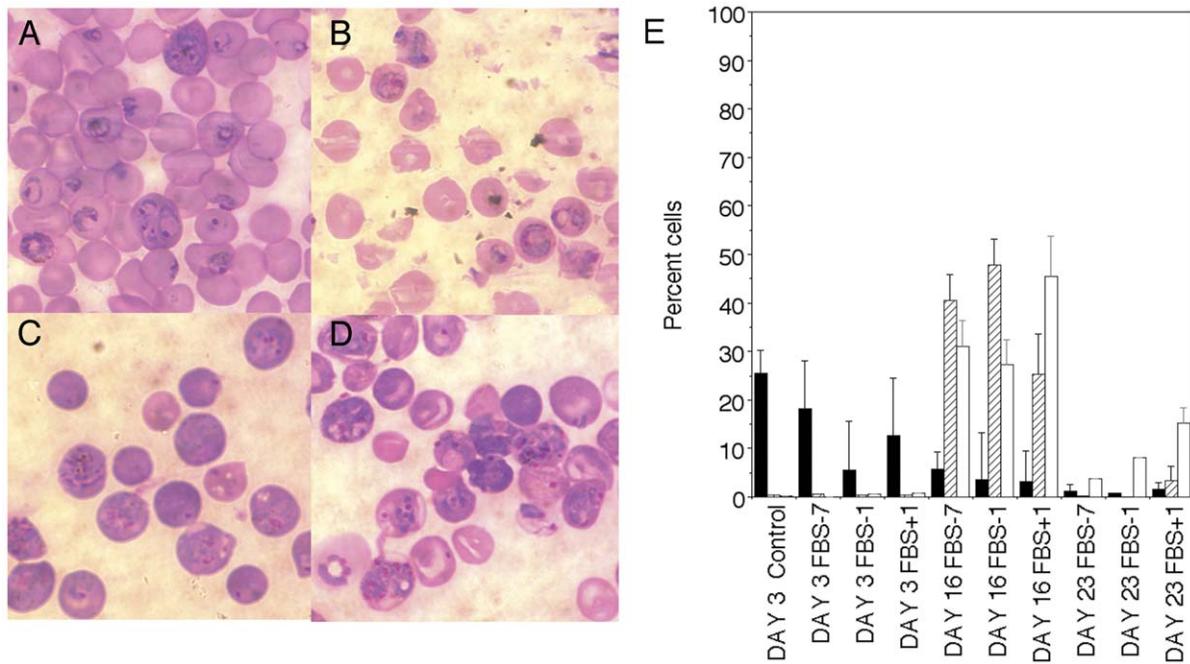 A
B
C
D
E
Percent cells
100
90
80
70
60
50
40
30
20
10
0
DAY 3 Control
DAY 3 FBS-7
DAY 3 FBS-1
DAY 3 FBS+1
DAY 16 FBS-7
DAY 16 FBS-1
DAY 16 FBS+1
DAY 23 FBS-7
DAY 23 FBS-1
DAY 23 FBS+1